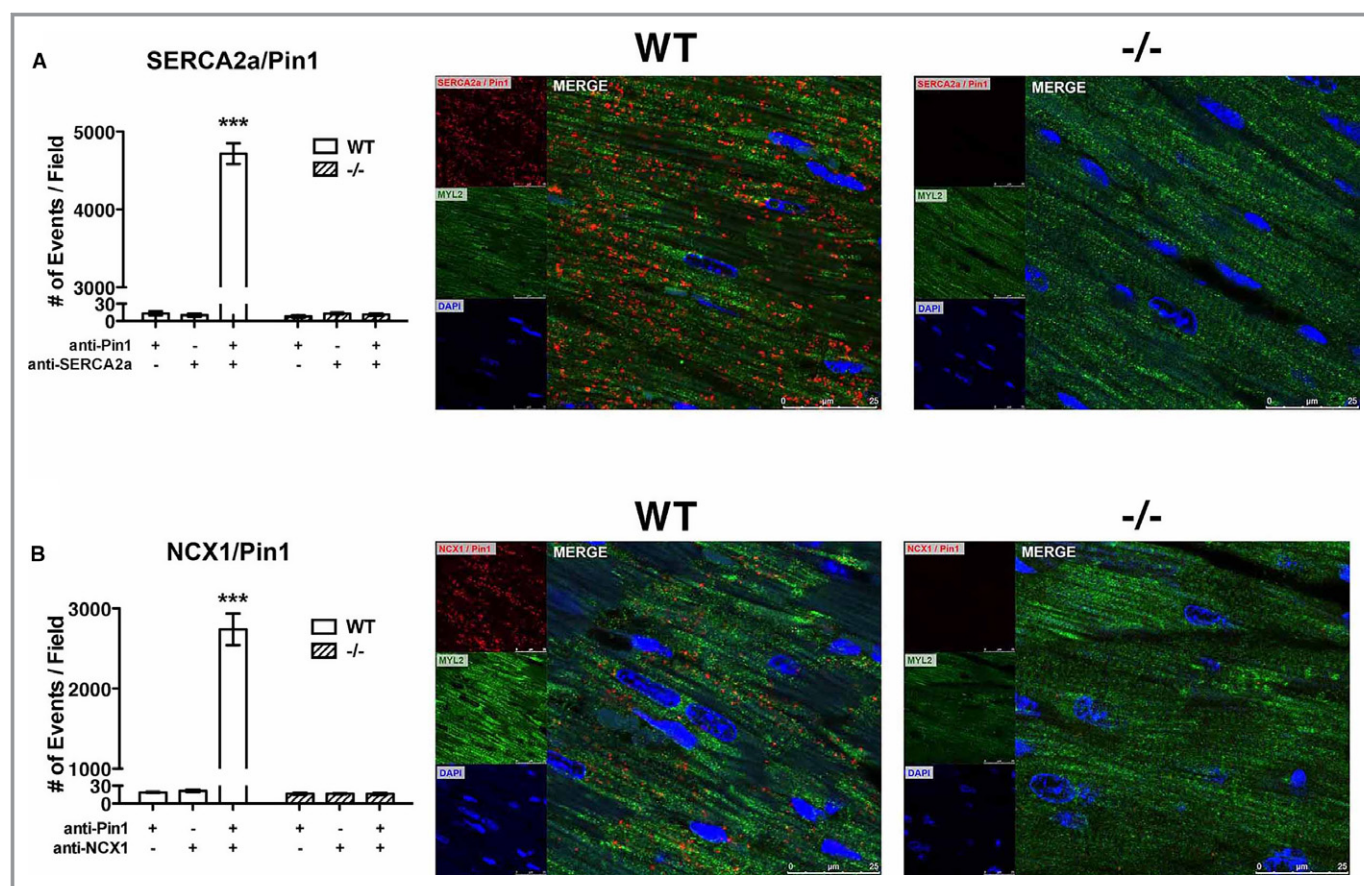 A
SERCA2a/Pin1
# of Events / Field
5000
4000
3000
30
0
***
WT
-/-
anti-Pin1 + - + + - +
anti-SERCA2a - + + - + +
WT
SERCA2a / Pin1
MERGE
MYL2
DAPI
0 µm 25
-/-
SERCA2a / Pin1
MERGE
MYL2
DAPI
0 µm 25
B
NCX1/Pin1
# of Events / Field
3000
2000
1000
30
0
***
WT
-/-
anti-Pin1 + - + + - +
anti-NCX1 - + + - + +
WT
NCX1 / Pin1
MERGE
MYL2
DAPI
0 µm 25
-/-
NCX1 / Pin1
MERGE
MYL2
DAPI
0 µm 25